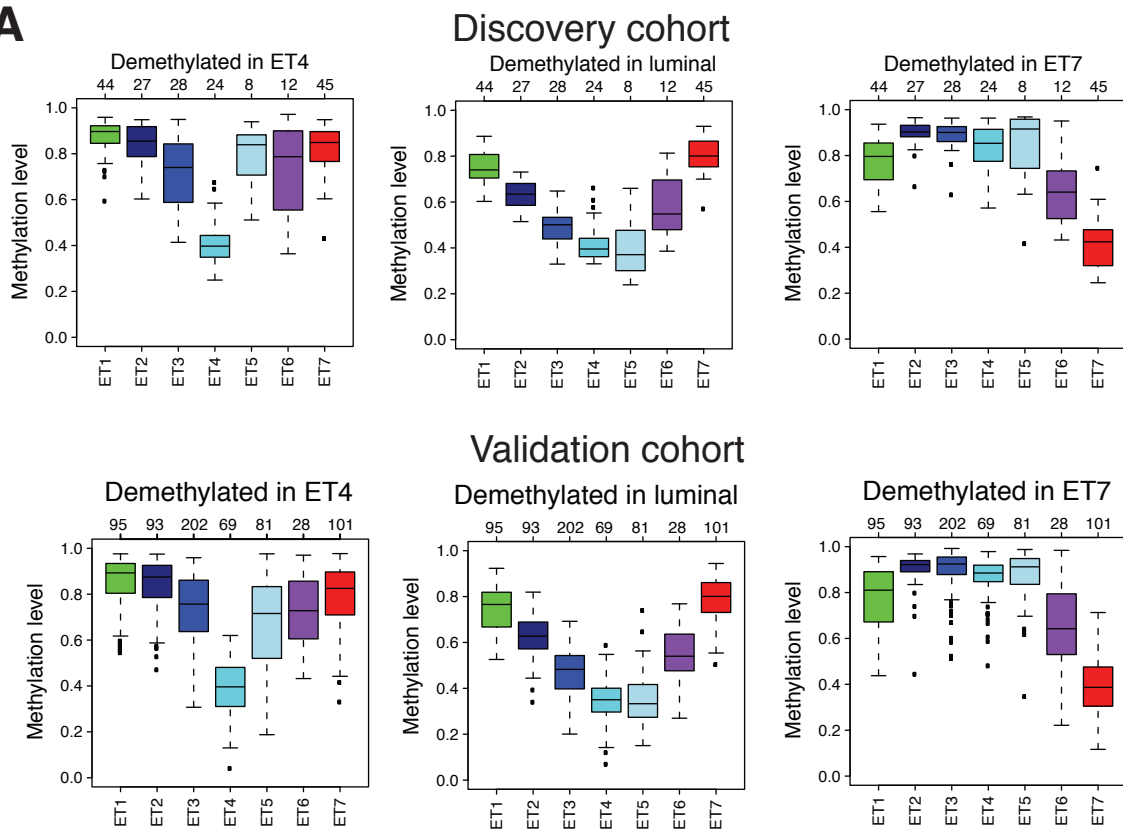 A
Discovery cohort
Demethylated in ET4
44 27 28 24 8 12 45
Methylation level
1.0
0.8
0.6
0.4
0.2
0.0
ET1 ET2 ET3 ET4 ET5 ET6 ET7
Demethylated in luminal
44 27 28 24 8 12 45
Methylation level
1.0
0.8
0.6
0.4
0.2
0.0
ET1 ET2 ET3 ET4 ET5 ET6 ET7
Demethylated in ET7
44 27 28 24 8 12 45
Methylation level
1.0
0.8
0.6
0.4
0.2
0.0
ET1 ET2 ET3 ET4 ET5 ET6 ET7
Validation cohort
Demethylated in ET4
95 93 202 69 81 28 101
Methylation level
1.0
0.8
0.6
0.4
0.2
0.0
ET1 ET2 ET3 ET4 ET5 ET6 ET7
Demethylated in luminal
95 93 202 69 81 28 101
Methylation level
1.0
0.8
0.6
0.4
0.2
0.0
ET1 ET2 ET3 ET4 ET5 ET6 ET7
Demethylated in ET7
95 93 202 69 81 28 101
Methylation level
1.0
0.8
0.6
0.4
0.2
0.0
ET1 ET2 ET3 ET4 ET5 ET6 ET7